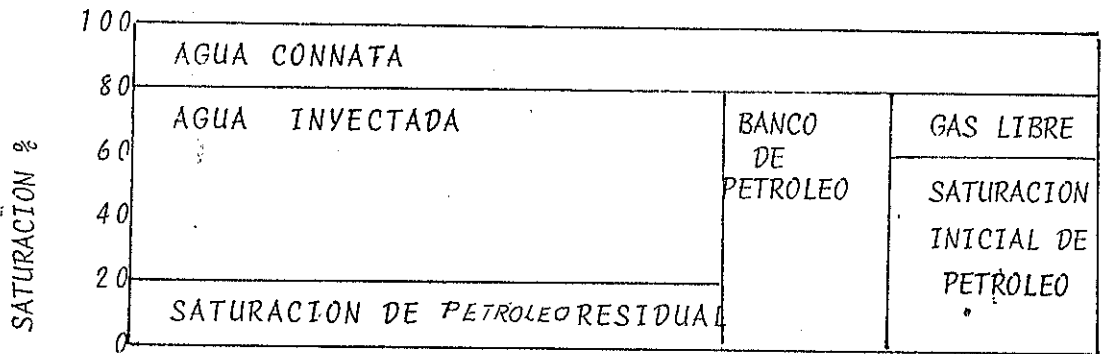 100
AGUA CONNATA
80
AGUA INYECTADA
60
40
20
SATURACION DE PETROLEO RESIDUAL
0
SATURACION %
BANCO
DE
PETROLEO
GAS LIBRE
SATURACION
INICIAL DE
PETROLEO